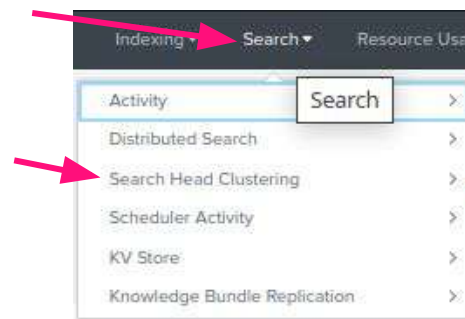 Indexing Search Resource Usa
Activity
Search
Distributed Search
Search Head Clustering
Scheduler Activity
KV Store
Knowledge Bundle Replication